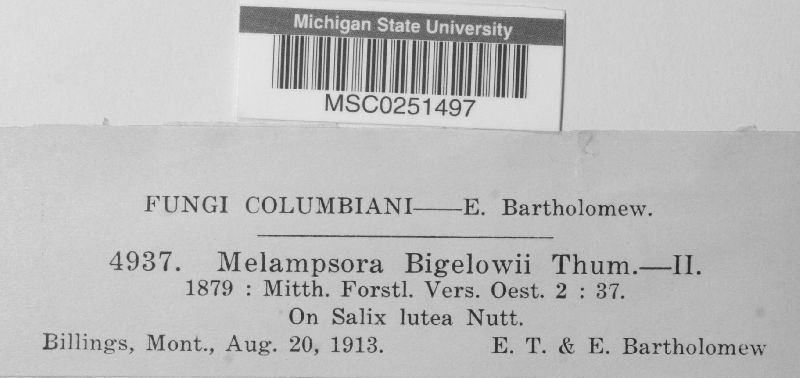 Michigan State University
MSC0251497
FUNGI COLUMBIANI——E. Bartholomew.
4937. Melampsora Bigelowii Thum.—II.
1879 : Mitth. Forstl. Vers. Oest. 2 : 37.
On Salix lutea Nutt.
Billings, Mont., Aug. 20, 1913. E. T. & E. Bartholomew